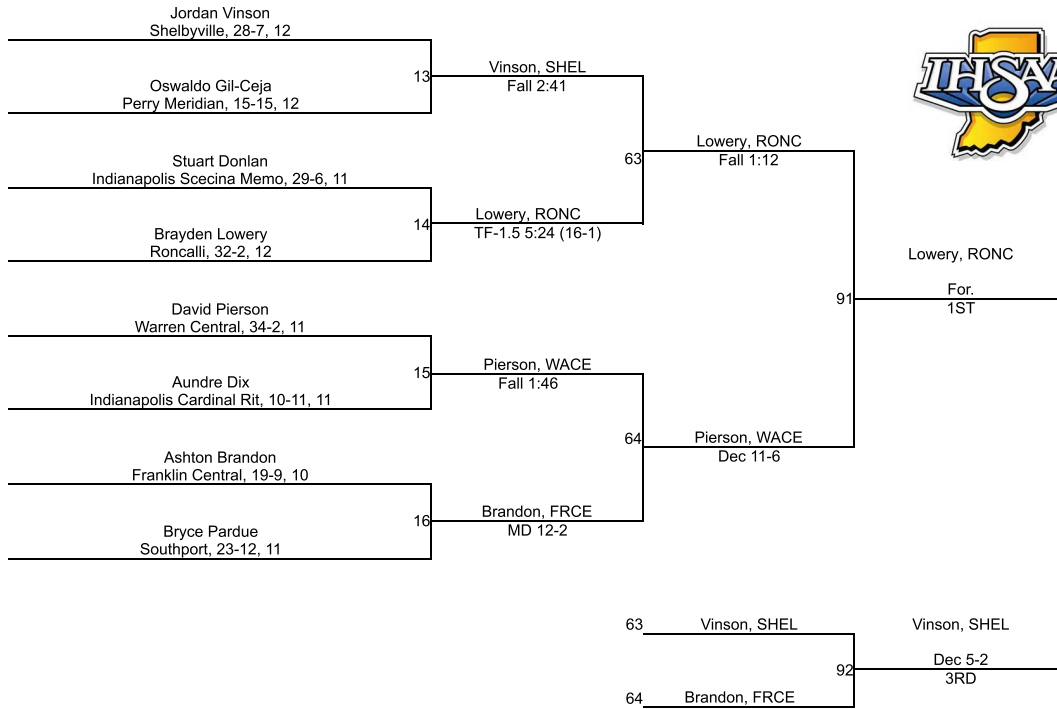 Jordan Vinson
Shelbyville, 28-7, 12
13
Oswaldo Gil-Ceja
Perry Meridian, 15-15, 12
Vinson, SHEL
Fall 2:41
Stuart Donlan
Indianapolis Scecina Memo, 29-6, 11
14
Brayden Lowery
Roncalli, 32-2, 12
Lowery, RONC
TF-1.5 5:24 (16-1)
63
Lowery, RONC
Fall 1:12
David Pierson
Warren Central, 34-2, 11
15
Aundre Dix
Indianapolis Cardinal Rit, 10-11, 11
Pierson, WACE
Fall 1:46
Ashton Brandon
Franklin Central, 19-9, 10
16
Bryce Pardue
Southport, 23-12, 11
Brandon, FRCE
MD 12-2
64
Pierson, WACE
Dec 11-6
91
Lowery, RONC
For.
1ST
IHSAA
63
Vinson, SHEL
64
Brandon, FRCE
92
Vinson, SHEL
Dec 5-2
3RD